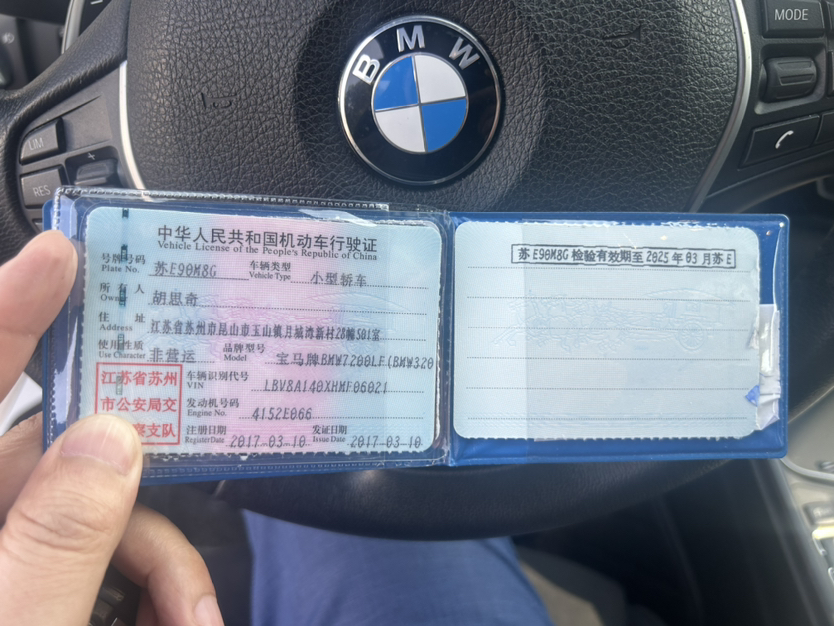 BMW
MODE
LIM
RES
+
中华人民共和国机动车行驶证
Vehicle License of the People's Republic of China
号牌号码 苏E90M8G 车辆类型 小型轿车
Plate No. Vehicle Type
所有人 胡思奇
Owner
住址 江苏省苏州市昆山市玉山镇月城湾新村28幢501室
Address
使用性质 非营运 品牌型号 宝马牌BMW7200LF(BMW320
Use Character Model
江苏省苏州
市公安局交
支队
车辆识别代号 LBV8A140XHMF06021
VIN
发动机号码 4152E066
Engine No.
注册日期 2017-03-10 发证日期 2017-03-10
Register Date Issue Date
苏E90M8G 检验有效期至 2025 年 03 月苏E